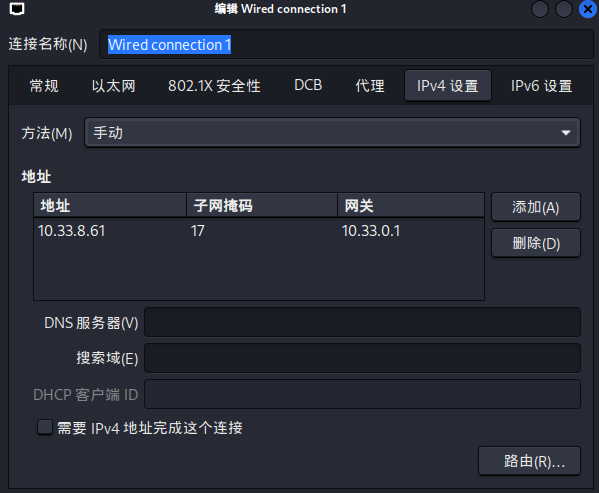 编辑 Wired connection 1
连接名称(N) Wired connection 1
常规 以太网 802.1X 安全性 DCB 代理 IPv4 设置 IPv6 设置
方法(M) 手动
地址
地址 子网掩码 网关 添加(A)
10.33.8.61 17 10.33.0.1
删除(D)
DNS 服务器(V)
搜索域(E)
DHCP 客户端 ID
需要 IPv4 地址完成这个连接
路由(R)...